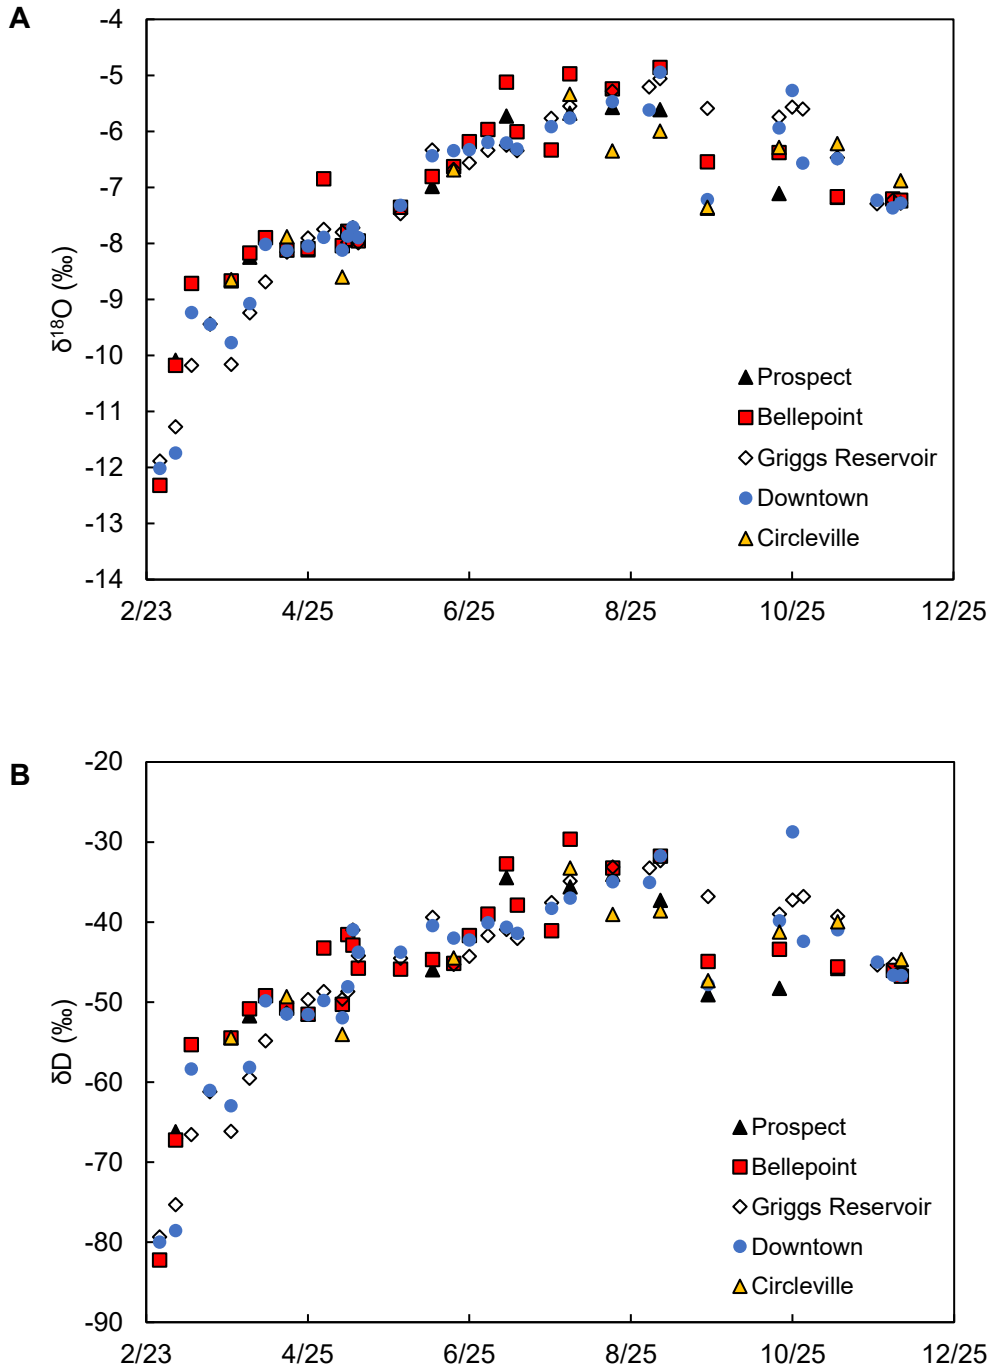 A
-4
-5
-6
-7
-8
-9
-10
-11
-12
-13
-14
δ¹⁸O (‰)
Prospect
Bellepoint
Griggs Reservoir
Downtown
Circleville
2/23 4/25 6/25 8/25 10/25 12/25
B
-20
-30
-40
-50
-60
-70
-80
-90
δD (‰)
Prospect
Bellepoint
Griggs Reservoir
Downtown
Circleville
2/23 4/25 6/25 8/25 10/25 12/25